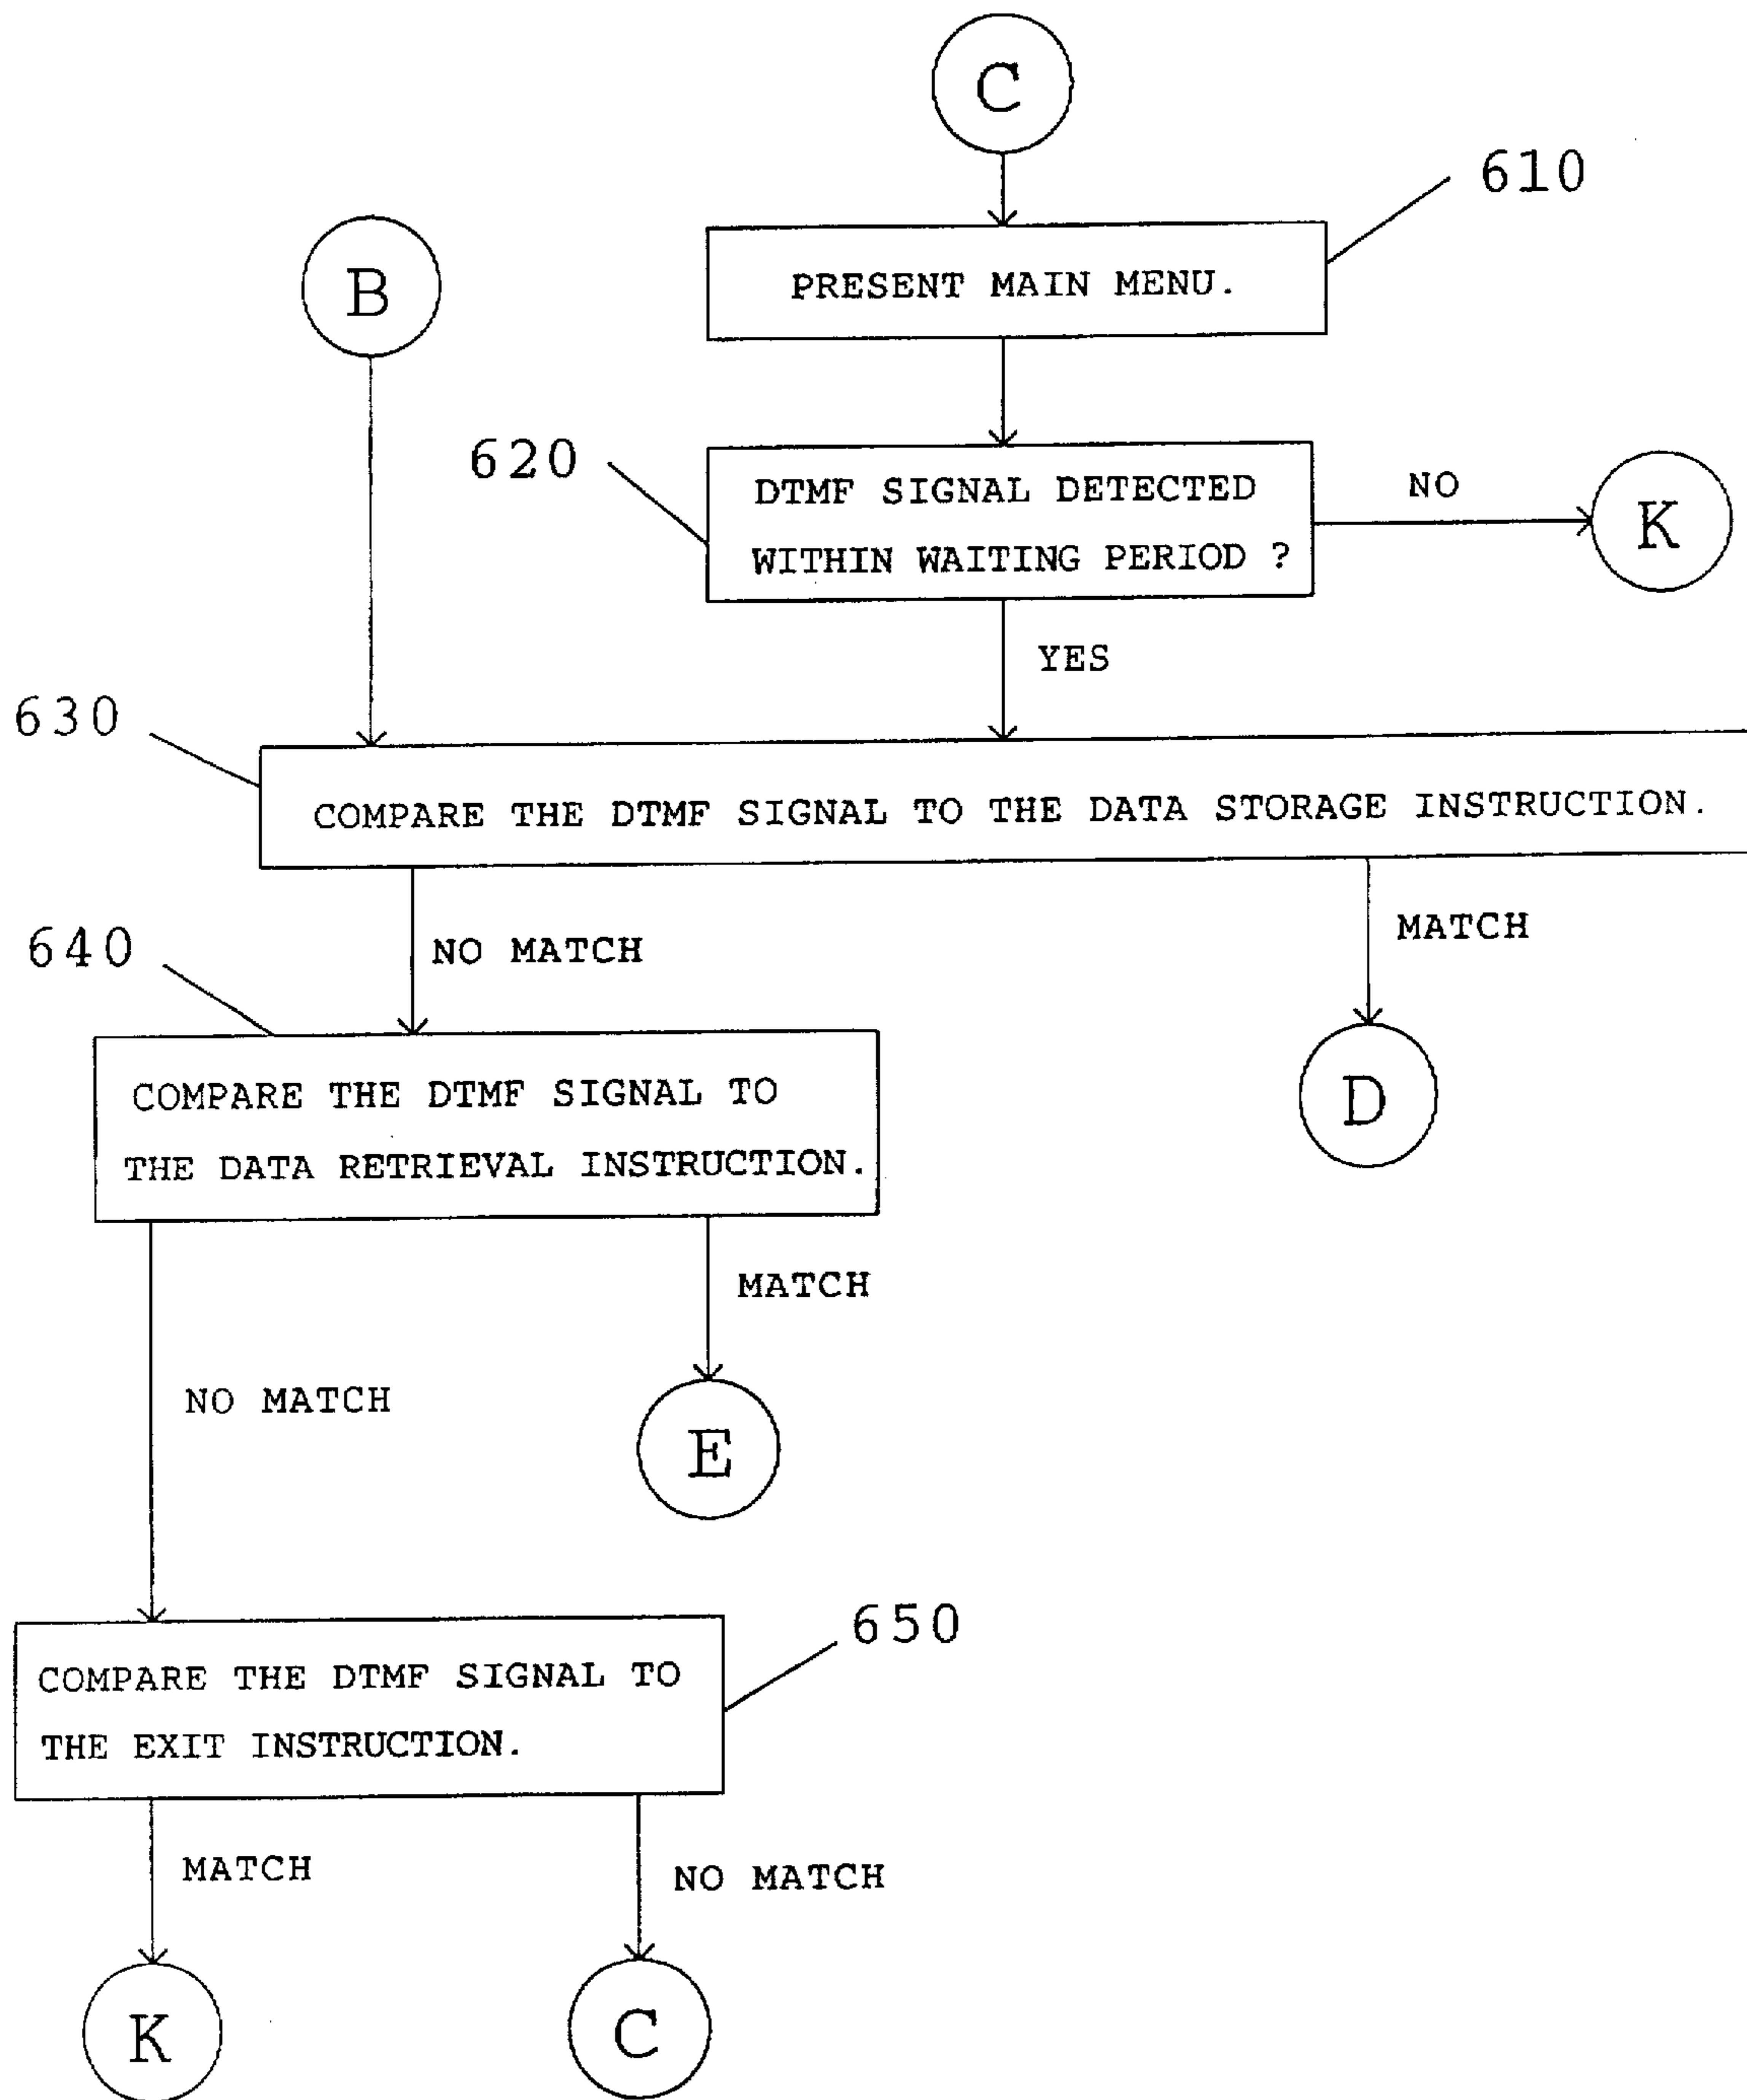 C
610
PRESENT MAIN MENU.
B
620
DTMF SIGNAL DETECTED
WITHIN WAITING PERIOD ?
NO
K
YES
630
COMPARE THE DTMF SIGNAL TO THE DATA STORAGE INSTRUCTION.
NO MATCH
MATCH
640
COMPARE THE DTMF SIGNAL TO
THE DATA RETRIEVAL INSTRUCTION.
D
MATCH
NO MATCH
E
650
COMPARE THE DTMF SIGNAL TO
THE EXIT INSTRUCTION.
MATCH
NO MATCH
K
C